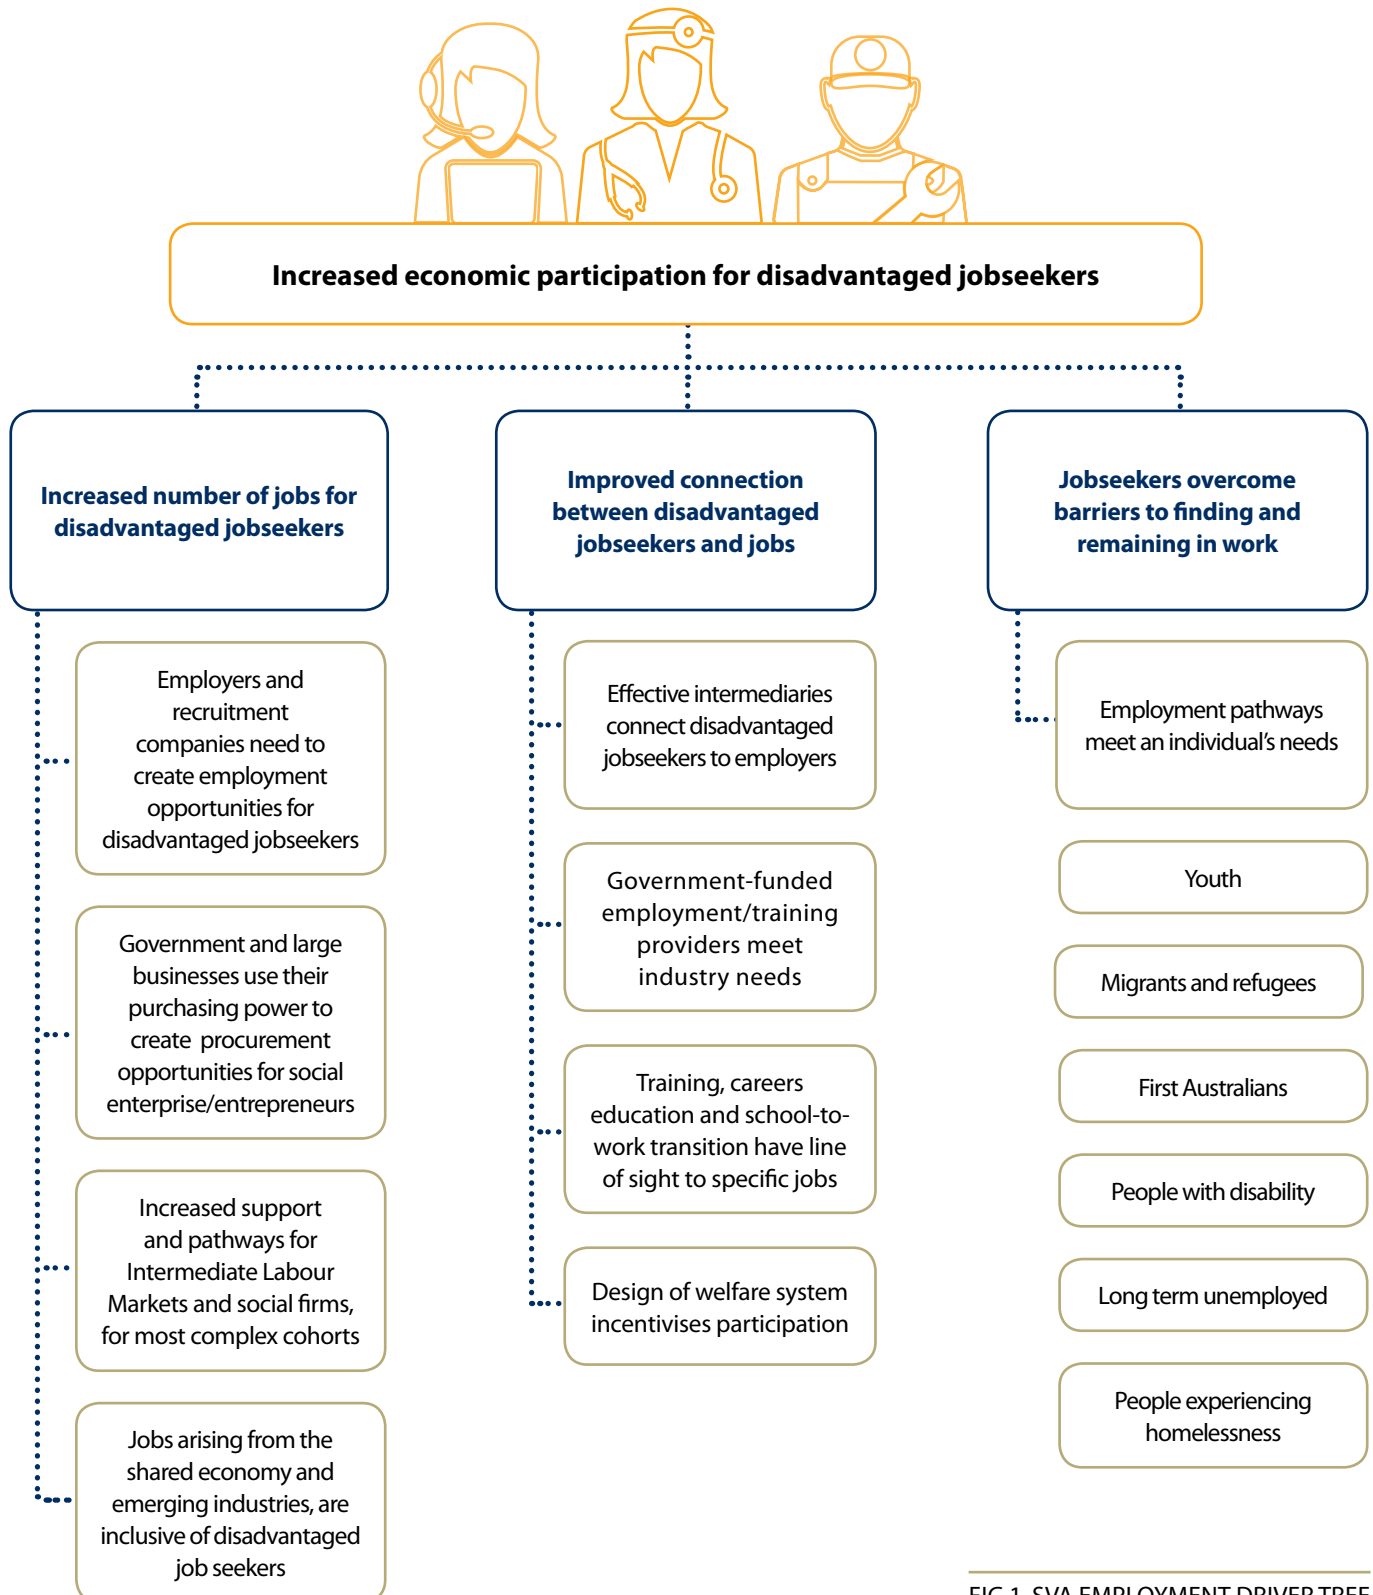 Increased economic participation for disadvantaged jobseekers
Increased number of jobs for
disadvantaged jobseekers
Employers and
recruitment
companies need to
create employment
opportunities for
disadvantaged jobseekers
Government and large
businesses use their
purchasing power to
create procurement
opportunities for social
enterprise/entrepreneurs
Increased support
and pathways for
Intermediate Labour
Markets and social firms,
for most complex cohorts
Jobs arising from the
shared economy and
emerging industries, are
inclusive of disadvantaged
job seekers
Improved connection
between disadvantaged
jobseekers and jobs
Effective intermediaries
connect disadvantaged
jobseekers to employers
Government-funded
employment/training
providers meet
industry needs
Training, careers
education and school-to-
work transition have line
of sight to specific jobs
Design of welfare system
incentivises participation
Jobseekers overcome
barriers to finding and
remaining in work
Employment pathways
meet an individual's needs
Youth
Migrants and refugees
First Australians
People with disability
Long term unemployed
People experiencing
homelessness
FIG 1. SVA EMPLOYMENT DRIVER TREE